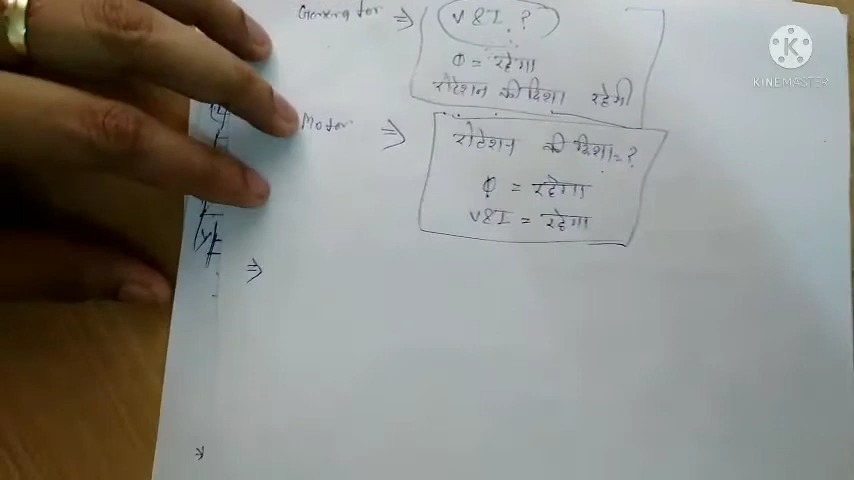 Generator ⇒ V&I ?
Φ = रहेगा
रोटेशन की दिशा रहेगी
Motor ⇒ रोटेशन की दिशा = ?
Φ = रहेगा
V&I = रहेगा
⇒
KINEMASTER